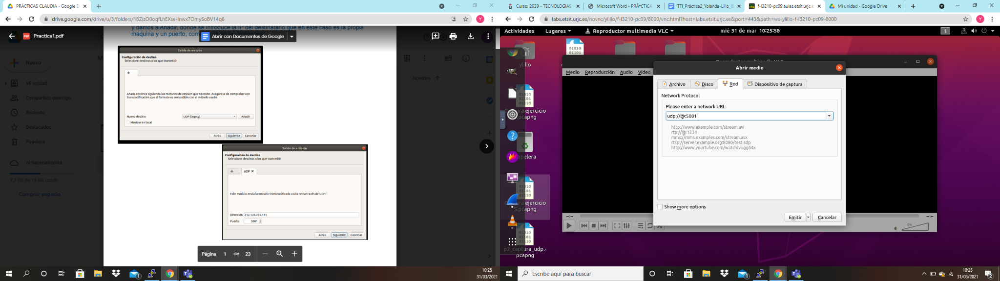 PRÁCTICAS CLAUDIA - Google D
drive.google.com/drive/u/3/folders/18ZizO0oqfLhEXse-Inwx7OmySoBV14q6
Y
y damos a Añadir, donde se introduce la IP del destinatario que en este caso es la propia
máquina y un puerto, com
PDF
Practica1.pdf
Abrir con Documentos de Google
Nuevo
Mi unidad
Compartido conmigo
Reciente
Destacados
Papelera
Almacenamiento
7,2 GB de 15 GB usado
Comprar espacio
Nombre
Salida de emisión
Configuración de destino
Seleccione destinos a los que transmitir
Añada destinos siguiendo los métodos de emisión que necesite. Asegúrese de comprobar con
transcodificación que el formato es compatible con el método usado.
Nuevo destino
UDP (legacy)
Añadir
Mostrar en local
Atrás
Siguiente
Cancelar
Salida de emisión
Configuración de destino
Seleccione destinos a los que transmitir
UDP
Este módulo envía la emisión transcodificada a una red a través de UDP.
Dirección 212.128.255.141
Puerto 5001
Atrás
Siguiente
Cancelar
Página 1 de 23
10:25
31/03/2021
Curso: 2039 - TECNOLOGIAS
Microsoft Word - PRÃ†CTICA
TTI_Práctica2_Yolanda-Lillo_IS
f-l3210-pc09.aulas.etsit.urjc.e
Mi unidad - Google Drive
labs.etsit.urjc.es/novnc/ylillo/f-l3210-pc09/8000/vnc.html?host=labs.etsit.urjc.es&port=443&path=ws-ylillo-f-l3210-pc09-8000
Y
Actividades
Lugares
Reproductor multimedia VLC
mié 31 de mar 10:25:50
1
ylillo
ejercicio
pcapng
apelera
ejercicio
5.pcapng
p2_captura_udp.-
pcapng
Medio
Reproducción
Audio
Vídeo
Abrir medio
Archivo
Disco
Red
Dispositivo de captura
Network Protocol
Please enter a network URL:
udp://@:5001
http://www.example.com/stream.avi
rtp://@:1234
mms://mms.examples.com/stream.asx
rtsp://server.example.org:8080/test.sdp
http://www.yourtube.com/watch?v=gg64x
Show more options
Emitir
Cancelar
0%
Escribe aquí para buscar
10:25
31/03/2021
2